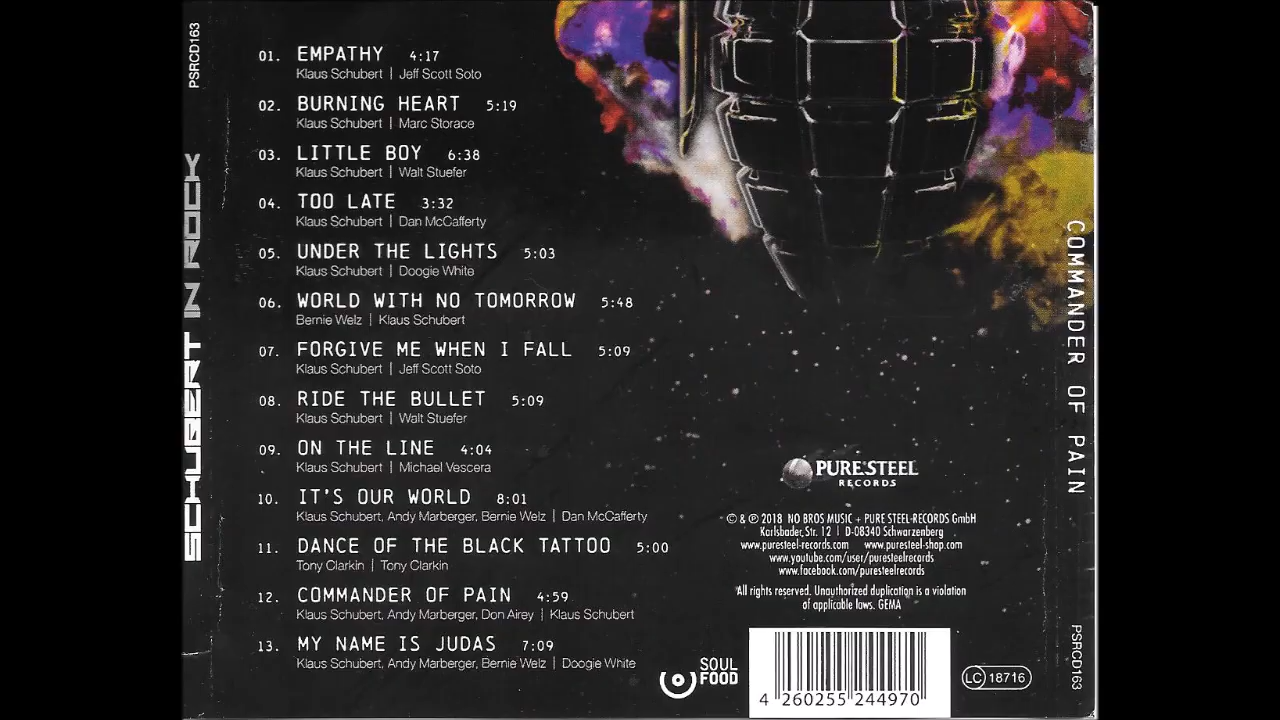 PSRCD163
SCHUBERT IN ROCK
01. EMPATHY 4:17
Klaus Schubert | Jeff Scott Soto
02. BURNING HEART 5:19
Klaus Schubert | Marc Storace
03. LITTLE BOY 6:38
Klaus Schubert | Walt Stuefer
04. TOO LATE 3:32
Klaus Schubert | Dan McCafferty
05. UNDER THE LIGHTS 5:03
Klaus Schubert | Doogie White
06. WORLD WITH NO TOMORROW 5:48
Bernie Welz | Klaus Schubert
07. FORGIVE ME WHEN I FALL 5:09
Klaus Schubert | Jeff Scott Soto
08. RIDE THE BULLET 5:09
Klaus Schubert | Walt Stuefer
09. ON THE LINE 4:04
Klaus Schubert | Michael Vescera
10. IT'S OUR WORLD 8:01
Klaus Schubert, Andy Marberger, Bernie Welz | Dan McCafferty
11. DANCE OF THE BLACK TATTOO 5:00
Tony Clarkin | Tony Clarkin
12. COMMANDER OF PAIN 4:59
Klaus Schubert, Andy Marberger, Don Airey | Klaus Schubert
13. MY NAME IS JUDAS 7:09
Klaus Schubert, Andy Marberger, Bernie Welz | Doogie White
PURE STEEL
RECORDS
© & ℗ 2018 NO BROS MUSIC + PURE STEEL-RECORDS GmbH
Karlsbader Str. 12 | D-08340 Schwarzenberg
www.puresteel-records.com www.puresteel-shop.com
www.youtube.com/user/puresteelrecords
www.facebook.com/puresteelrecords
All rights reserved. Unauthorized duplication is a violation
of applicable laws. GEMA
SOUL
FOOD
4 260255 244970
LC 18716
COMMANDER OF PAIN
PSRCD163